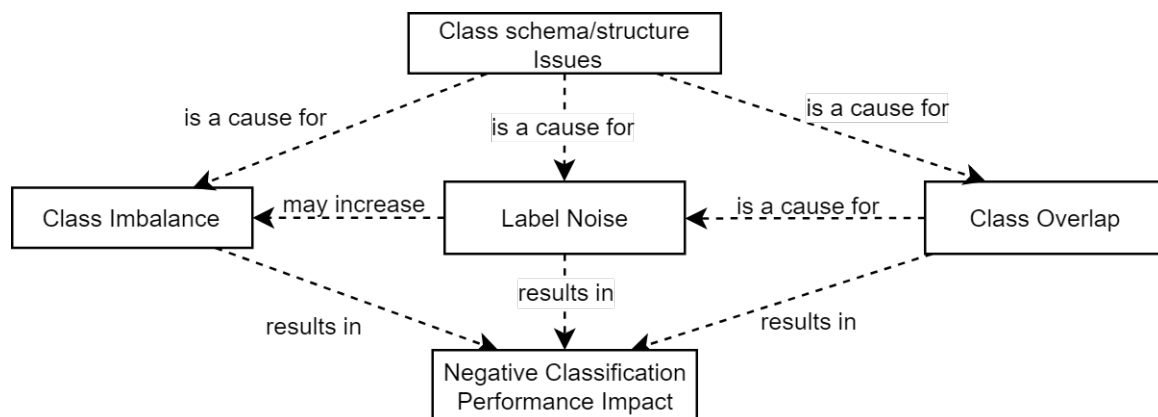 Class schema/structure
Issues
is a cause for
is a cause for
is a cause for
Class Imbalance
may increase
Label Noise
is a cause for
Class Overlap
results in
results in
results in
Negative Classification
Performance Impact